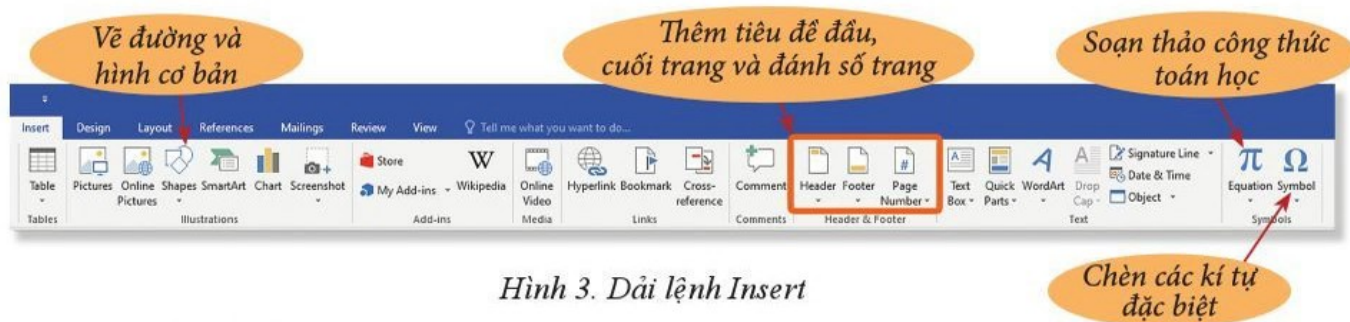 Vẽ đường và
hình cơ bản
Thêm tiêu đề đầu,
cuối trang và đánh số trang
Soạn thảo công thức
toán học
Insert Design Layout References Mailings Review View Tell me what you want to do...
Table
Pictures Online Pictures Shapes SmartArt Chart Screenshot
Store
My Add-ins
W
Wikipedia
Online Video
Hyperlink Bookmark Cross-reference
Comment
Header Footer Page Number
#
Text Box Quick Parts WordArt Drop Cap
A
A
A
Signature Line
Date & Time
Object
π Ω
Equation Symbol
Tables Illustrations Add-ins Media Links Comments Header & Footer Text Symbols
Hình 3. Dải lệnh Insert
Chèn các kí tự
đặc biệt